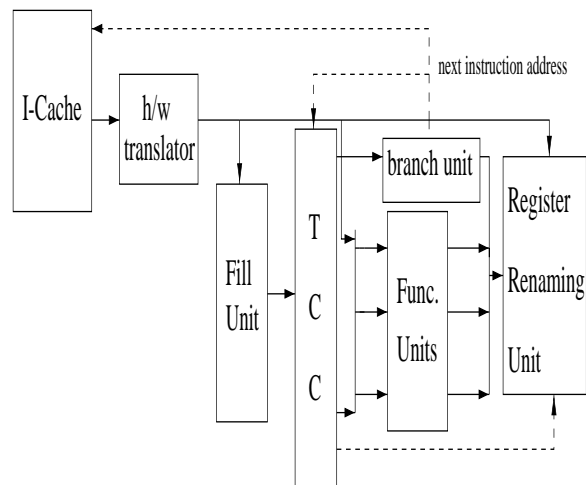 I-Cache
h/w
translator
next instruction address
branch unit
Register
Renaming
Unit
T
C
C
Fill
Unit
Func.
Units